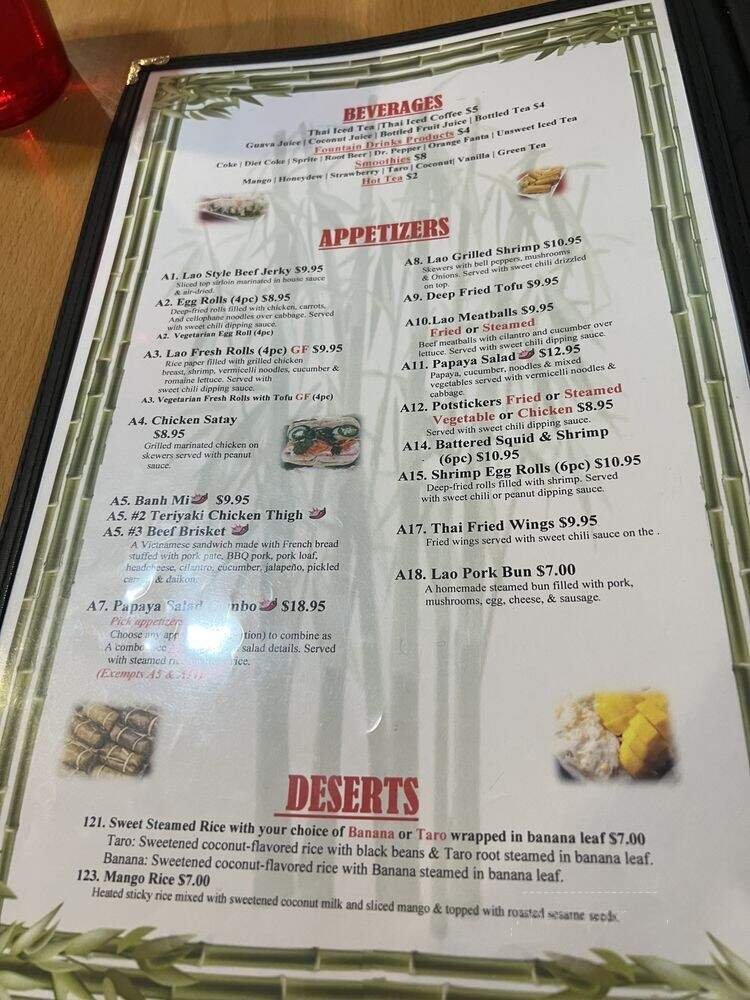 BEVERAGES
Thai Iced Tea |Thai Iced Coffee $5
Guava Juice | Coconut Juice | Bottled Fruit Juice | Bottled Tea $4
Fountain Drinks Products $4
Coke | Diet Coke | Sprite | Root Beer | Dr. Pepper | Orange Fanta | Unsweet Iced Tea
Smoothies $8
Mango | Honeydew | Strawberry | Taro | Coconut| Vanilla | Green Tea
Hot Tea $2
APPETIZERS
A1. Lao Style Beef Jerky $9.95
Sliced top sirloin marinated in house sauce
& air-dried.
A2. Egg Rolls (4pc) $8.95
Deep-fried rolls filled with chicken, carrots,
And cellophane noodles over cabbage. Served
with sweet chili dipping sauce.
A2. Vegetarian Egg Roll (4pc)
A3. Lao Fresh Rolls (4pc) GF $9.95
Rice paper filled with grilled chicken
breast, shrimp, vermicelli noodles, cucumber &
romaine lettuce. Served with
sweet chili dipping sauce.
A3. Vegetarian Fresh Rolls with Tofu GF (4pc)
A4. Chicken Satay
$8.95
Grilled marinated chicken on
skewers served with peanut
sauce.
A5. Banh Mi $9.95
A5. #2 Teriyaki Chicken Thigh
A5. #3 Beef Brisket
A Vietnamese sandwich made with French bread
stuffed with pork pate, BBQ pork, pork loaf,
headcheese, cilantro, cucumber, jalapeño, pickled
& daikon.
A7. Papaya Salad Combo $18.95
Pick appetizer
Choose any tion) to combine as
A combo salad details. Served
with steamed rice.
(Exempts A5 &
A8. Lao Grilled Shrimp $10.95
Skewers with bell peppers, mushrooms
& Onions. Served with sweet chili drizzled
on top.
A9. Deep Fried Tofu $9.95
A10.Lao Meatballs $9.95
Fried or Steamed
Beef meatballs with cilantro and cucumber over
lettuce. Served with sweet chili dipping sauce.
A11. Papaya Salad $12.95
Papaya, cucumber, noodles & mixed
vegetables served with vermicelli noodles &
cabbage.
A12. Potstickers Fried or Steamed
Vegetable or Chicken $8.95
Served with sweet chili dipping sauce.
A14. Battered Squid & Shrimp
(6pc) $10.95
A15. Shrimp Egg Rolls (6pc) $10.95
Deep-fried rolls filled with shrimp. Served
with sweet chili or peanut dipping sauce.
A17. Thai Fried Wings $9.95
Fried wings served with sweet chili sauce on the .
A18. Lao Pork Bun $7.00
A homemade steamed bun filled with pork,
mushrooms, egg, cheese, & sausage.
DESERTS
121. Sweet Steamed Rice with your choice of Banana or Taro wrapped in banana leaf $7.00
Taro: Sweetened coconut-flavored rice with black beans & Taro root steamed in banana leaf.
Banana: Sweetened coconut-flavored rice with Banana steamed in banana leaf.
123. Mango Rice $7.00
Heated sticky rice mixed with sweetened coconut milk and sliced mango & topped with roasted sesame seeds.